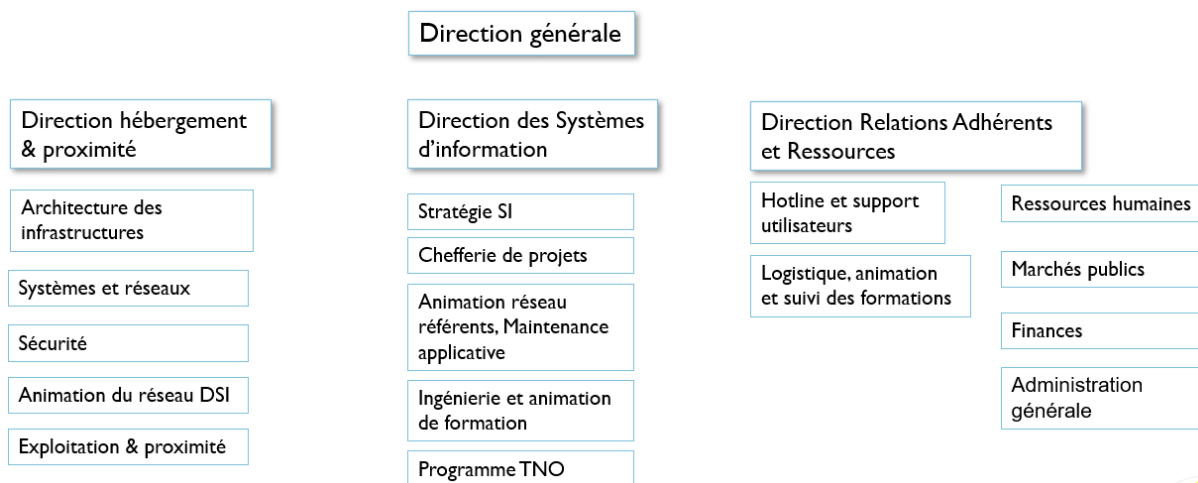 Direction générale
Direction hébergement
& proximité
Architecture des
infrastructures
Systèmes et réseaux
Sécurité
Animation du réseau DSI
Exploitation & proximité
Direction des Systèmes
d’information
Stratégie SI
Chefferie de projets
Animation réseau
référents, Maintenance
applicative
Ingénierie et animation
de formation
Programme TNO
Direction Relations Adhérents
et Ressources
Hotline et support
utilisateurs
Logistique, animation
et suivi des formations
Ressources humaines
Marchés publics
Finances
Administration
générale